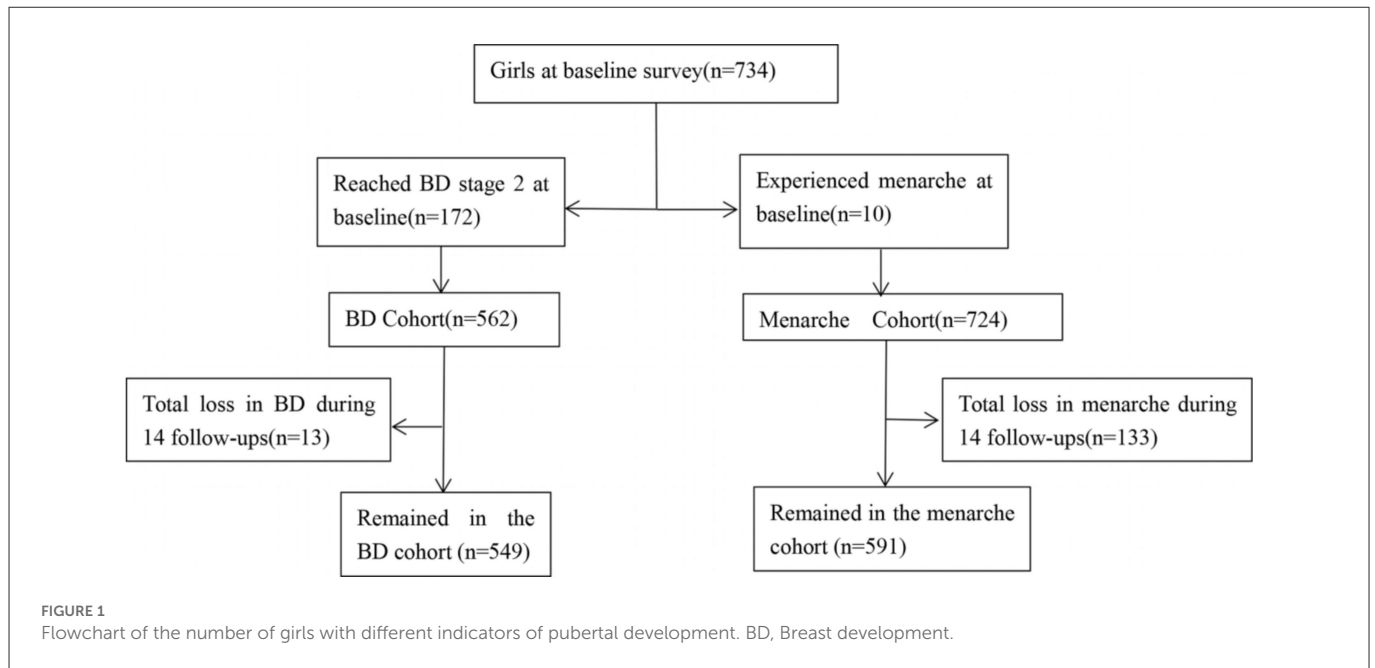 Girls at baseline survey(n=734)
Reached BD stage 2 at
baseline(n=172)
Experienced menarche at
baseline(n=10)
BD Cohort(n=562)
Menarche Cohort(n=724)
Total loss in BD during
14 follow-ups(n=13)
Total loss in menarche during
14 follow-ups(n=133)
Remained in the
BD cohort (n=549)
Remained in the menarche
cohort (n=591)
FIGURE 1
Flowchart of the number of girls with different indicators of pubertal development. BD, Breast development.